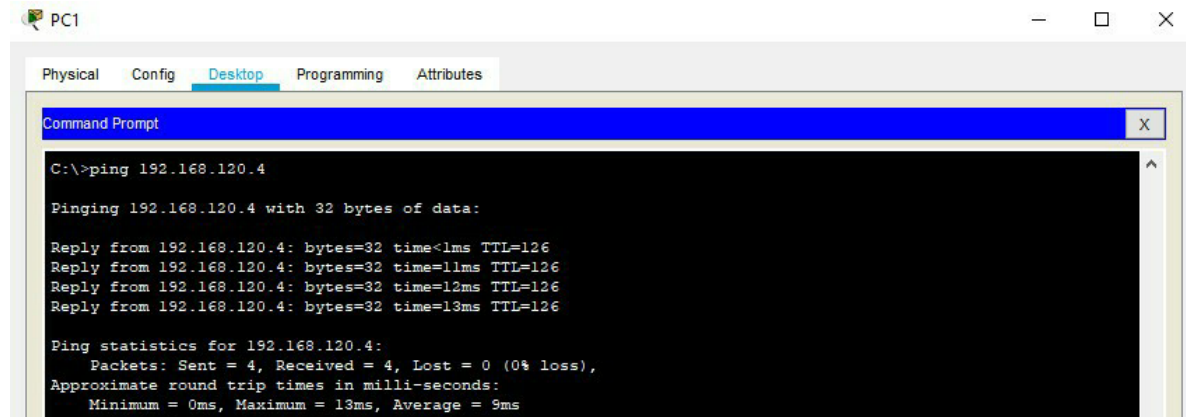 PC1
Physical Config Desktop Programming Attributes
Command Prompt X
C:\>ping 192.168.120.4
Pinging 192.168.120.4 with 32 bytes of data:
Reply from 192.168.120.4: bytes=32 time<1ms TTL=126
Reply from 192.168.120.4: bytes=32 time=11ms TTL=126
Reply from 192.168.120.4: bytes=32 time=12ms TTL=126
Reply from 192.168.120.4: bytes=32 time=13ms TTL=126
Ping statistics for 192.168.120.4:
Packets: Sent = 4, Received = 4, Lost = 0 (0% loss),
Approximate round trip times in milli-seconds:
Minimum = 0ms, Maximum = 13ms, Average = 9ms